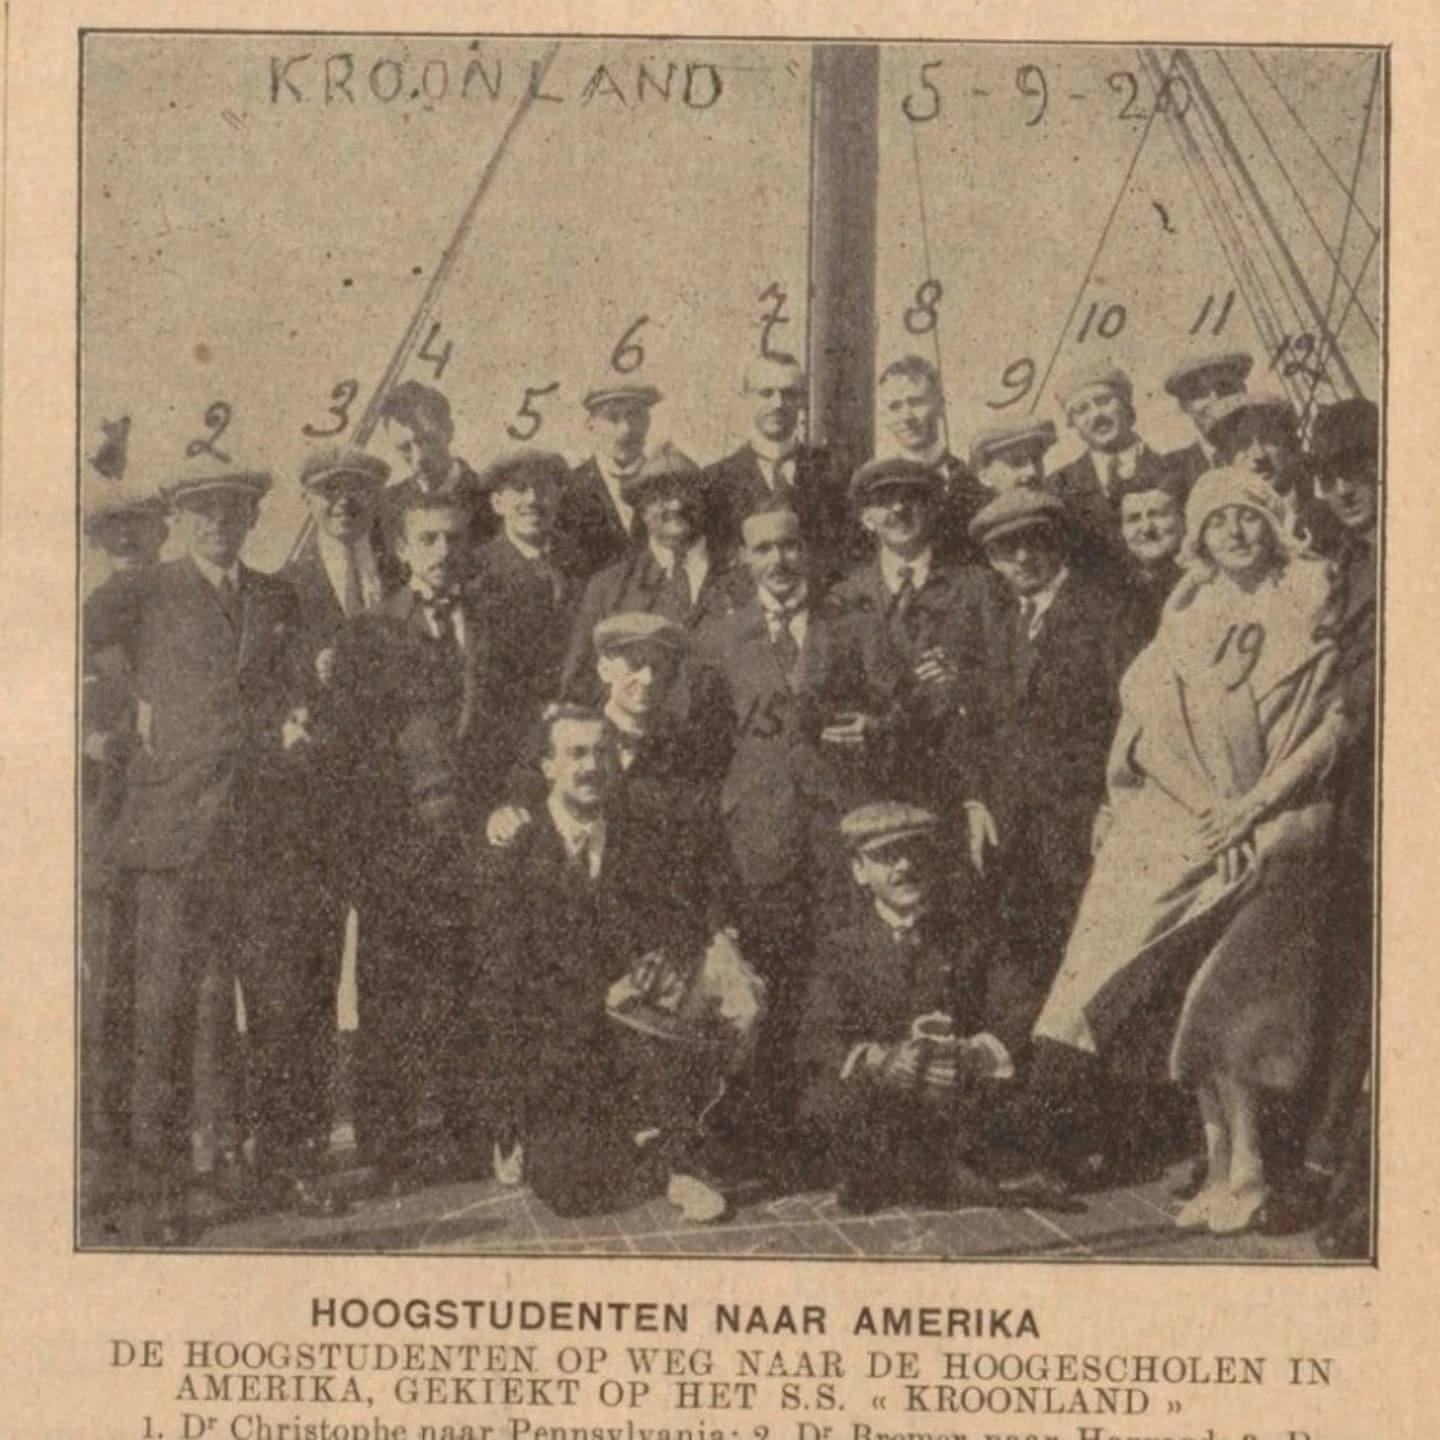 " KROONLAND " 5-9-20
4 6 7 8 10 11 12
1 2 3 5 9
19
15
HOOGSTUDENTEN NAAR AMERIKA
DE HOOGSTUDENTEN OP WEG NAAR DE HOOGESCHOLEN IN
AMERIKA, GEKIEKT OP HET S.S. « KROONLAND »
1. Dr Christophe naar Pennsylvania; 2. Dr Bremer naar